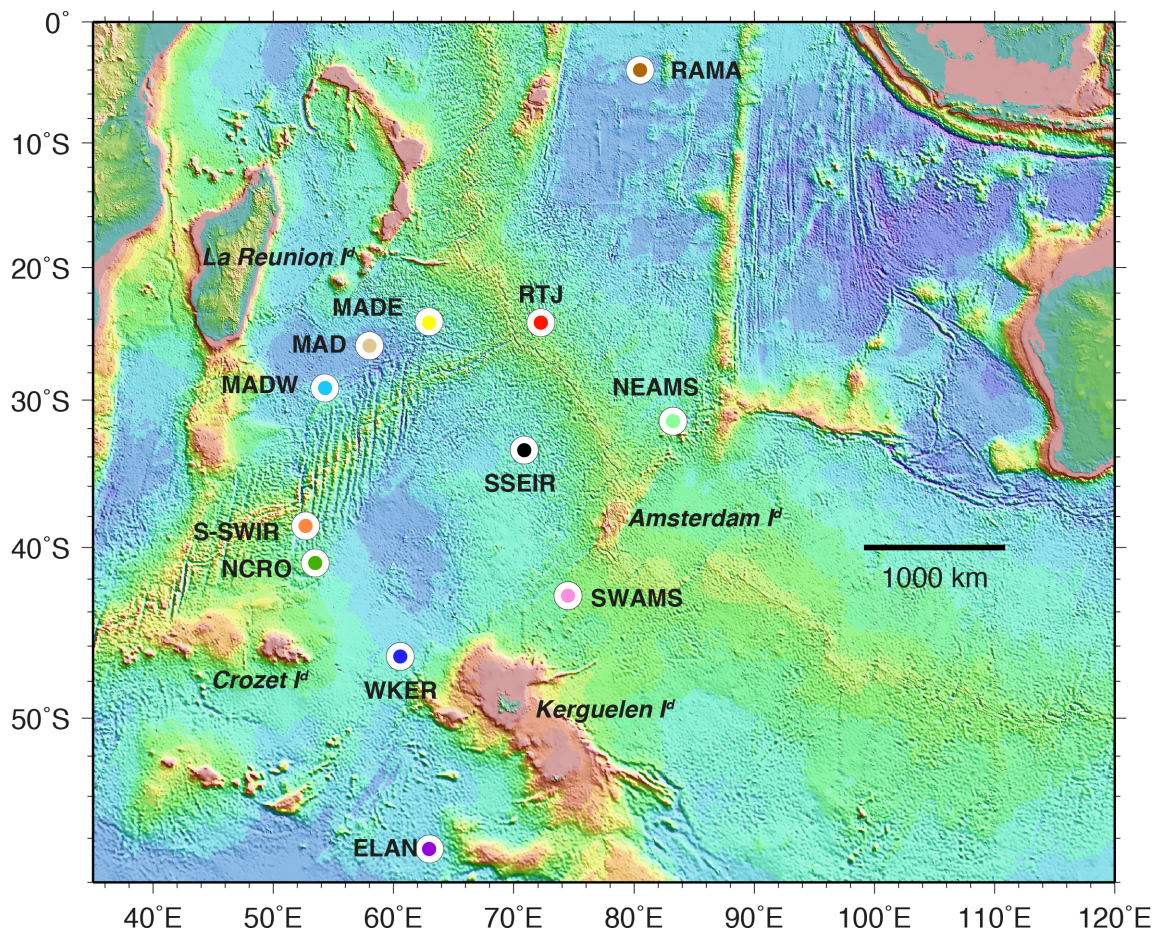 0°
RAMA
10°S
La Reunion Iᵈ
20°S
RTJ
MADE
MAD
MADW
NEAMS
30°S
SSEIR
Amsterdam Iᵈ
S-SWIR
40°S
NCRO
1000 km
SWAMS
Crozet Iᵈ
WKER
Kerguelen Iᵈ
50°S
ELAN
40°E 50°E 60°E 70°E 80°E 90°E 100°E 110°E 120°E